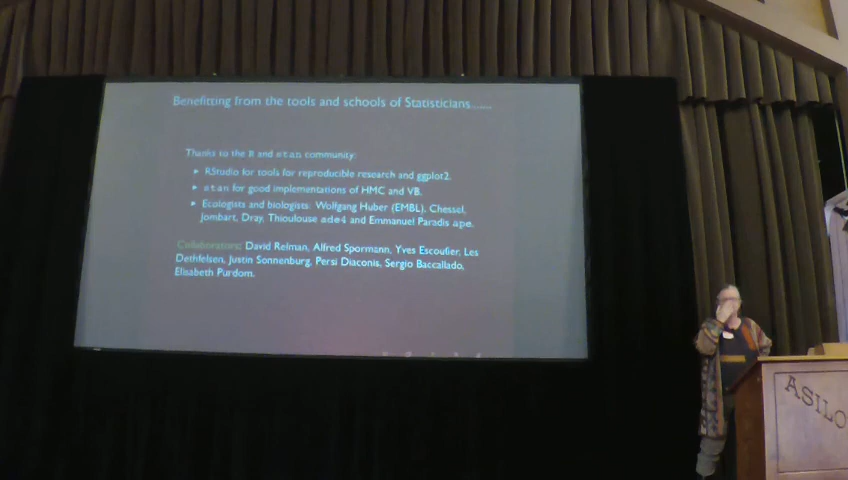 Benefitting from the tools and schools of Statisticians......
Thanks to the R and stan community:
► RStudio for tools for reproducible research and ggplot2.
► stan for good implementations of HMC and VB.
► Ecologists and biologists: Wolfgang Huber (EMBL), Chessel,
Jombart, Dray, Thioulouse ade4 and Emmanuel Paradis ape.
Collaborators: David Relman, Alfred Spormann, Yves Escoufier, Les
Dethlefsen, Justin Sonnenburg, Persi Diaconis, Sergio Baccallado,
Elisabeth Purdom.
ASILO